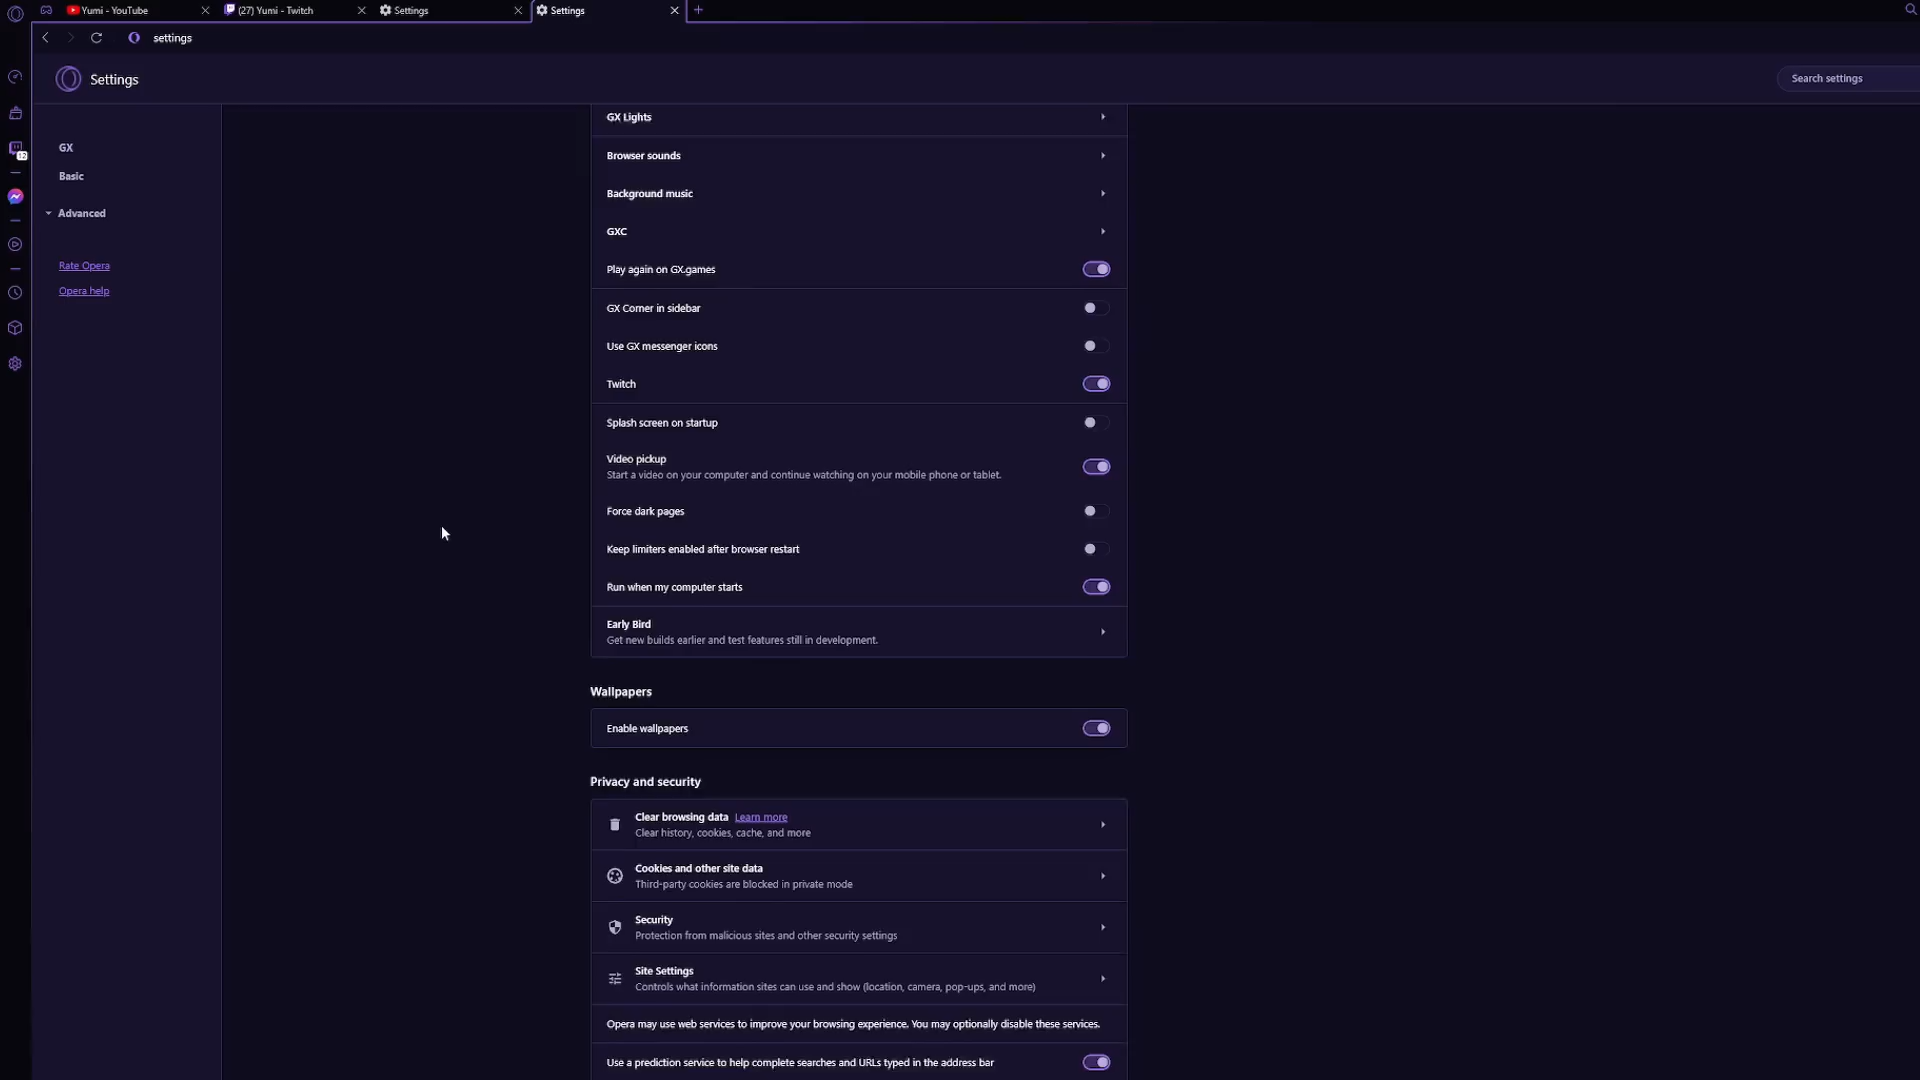 Yumi - YouTube
(27) Yumi - Twitch
Settings
Settings
settings
Settings
Search settings
GX
Basic
Advanced
Rate Opera
Opera help
12
GX Lights
Browser sounds
Background music
GXC
Play again on GX.games
GX Corner in sidebar
Use GX messenger icons
Twitch
Splash screen on startup
Video pickup
Start a video on your computer and continue watching on your mobile phone or tablet.
Force dark pages
Keep limiters enabled after browser restart
Run when my computer starts
Early Bird
Get new builds earlier and test features still in development.
Wallpapers
Enable wallpapers
Privacy and security
Clear browsing data Learn more
Clear history, cookies, cache, and more
Cookies and other site data
Third-party cookies are blocked in private mode
Security
Protection from malicious sites and other security settings
Site Settings
Controls what information sites can use and show (location, camera, pop-ups, and more)
Opera may use web services to improve your browsing experience. You may optionally disable these services.
Use a prediction service to help complete searches and URLs typed in the address bar